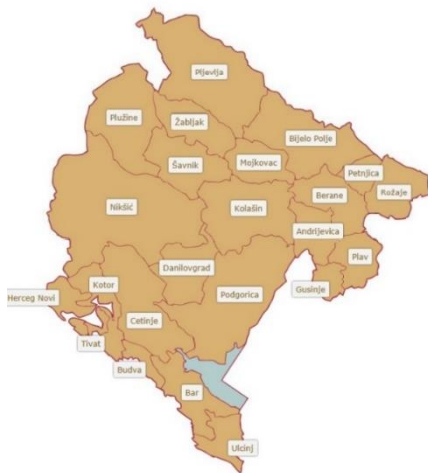 Pljevlja
Plužine
Žabljak
Bijelo Polje
Šavnik
Mojkovac
Petnjica
Rožaje
Berane
Nikšić
Kolašin
Andrijevica
Plav
Danilovgrad
Kotor
Podgorica
Gusinje
Herceg Novi
Cetinje
Tivat
Budva
Bar
Ulcinj